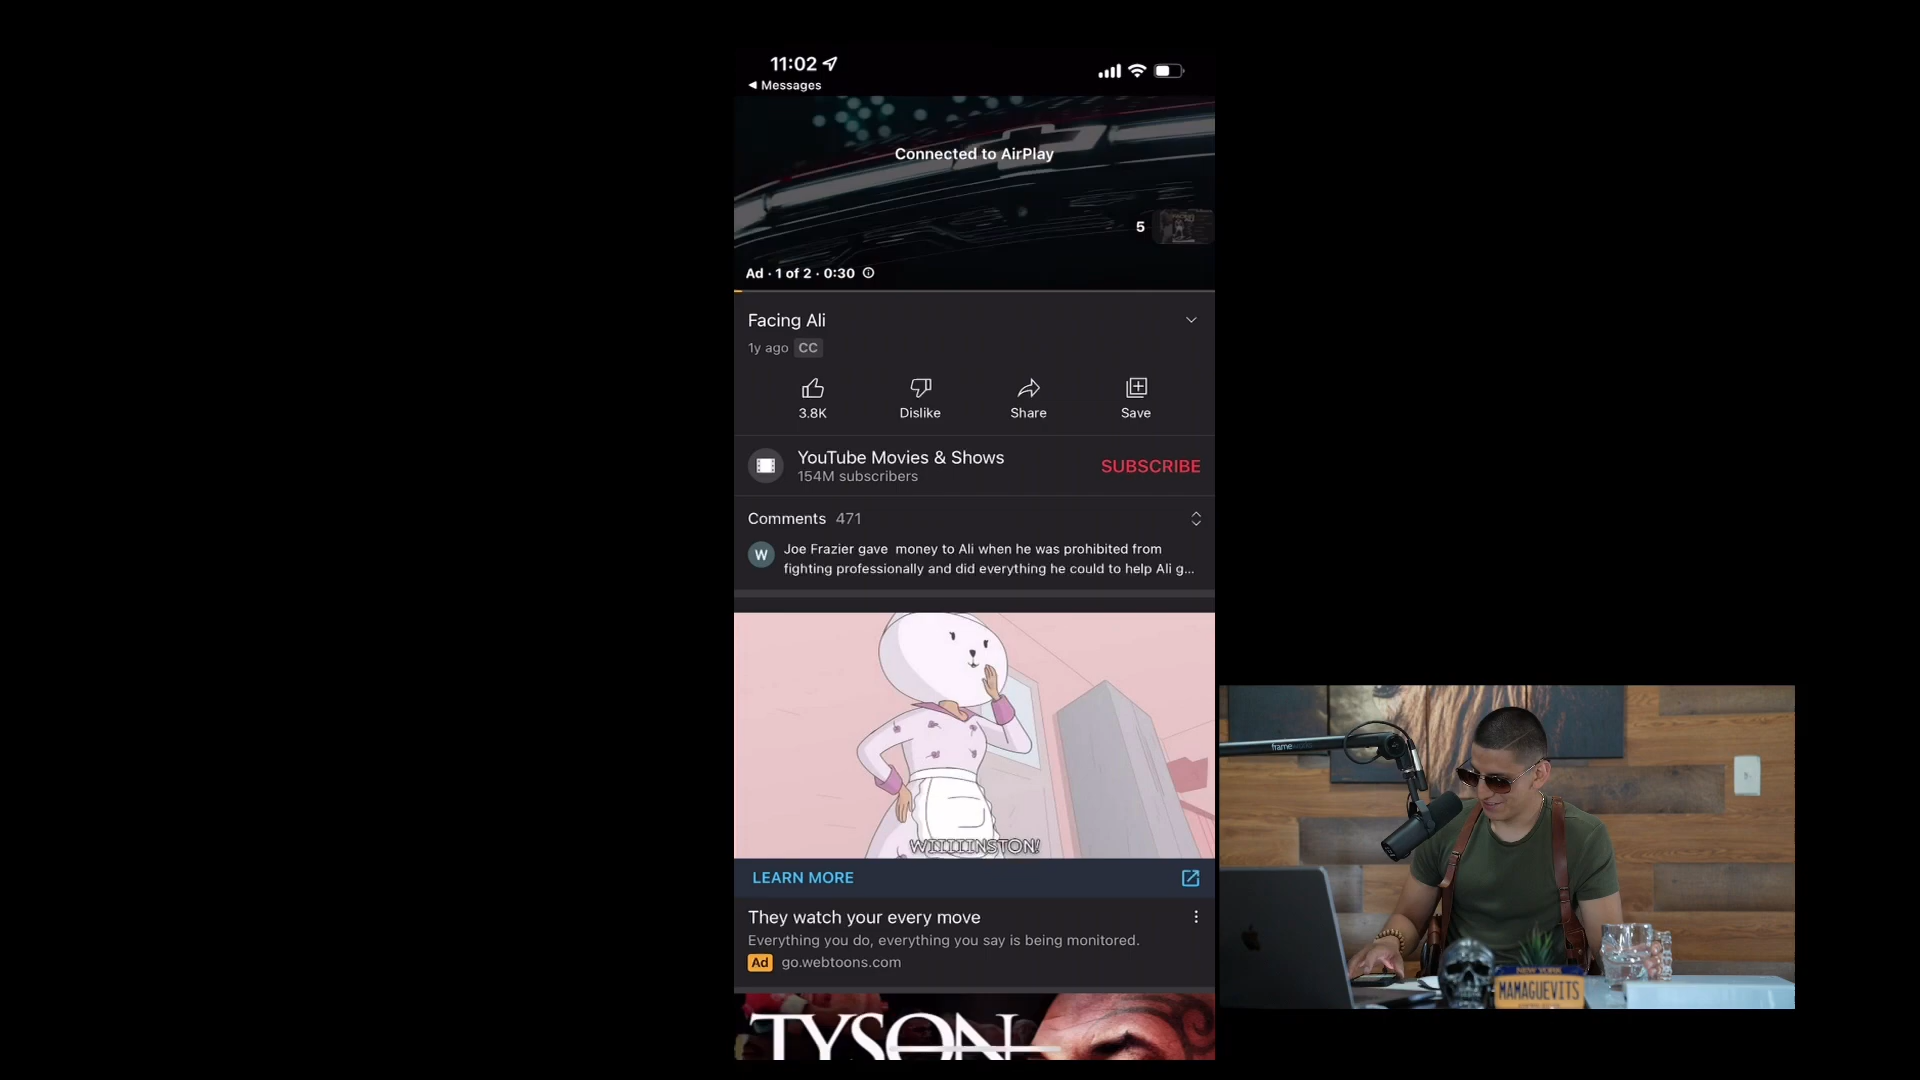 11:02
◀ Messages
Connected to AirPlay
5
Ad · 1 of 2 · 0:30
Facing Ali
1y ago CC
3.8K Dislike Share Save
YouTube Movies & Shows
154M subscribers
SUBSCRIBE
Comments 471
W
Joe Frazier gave money to Ali when he was prohibited from
fighting professionally and did everything he could to help Ali g...
WIIIIINSTON!
LEARN MORE
They watch your every move
Everything you do, everything you say is being monitored.
Ad go.webtoons.com
TYSON
frame
NEW YORK
MAMAGUEVITS